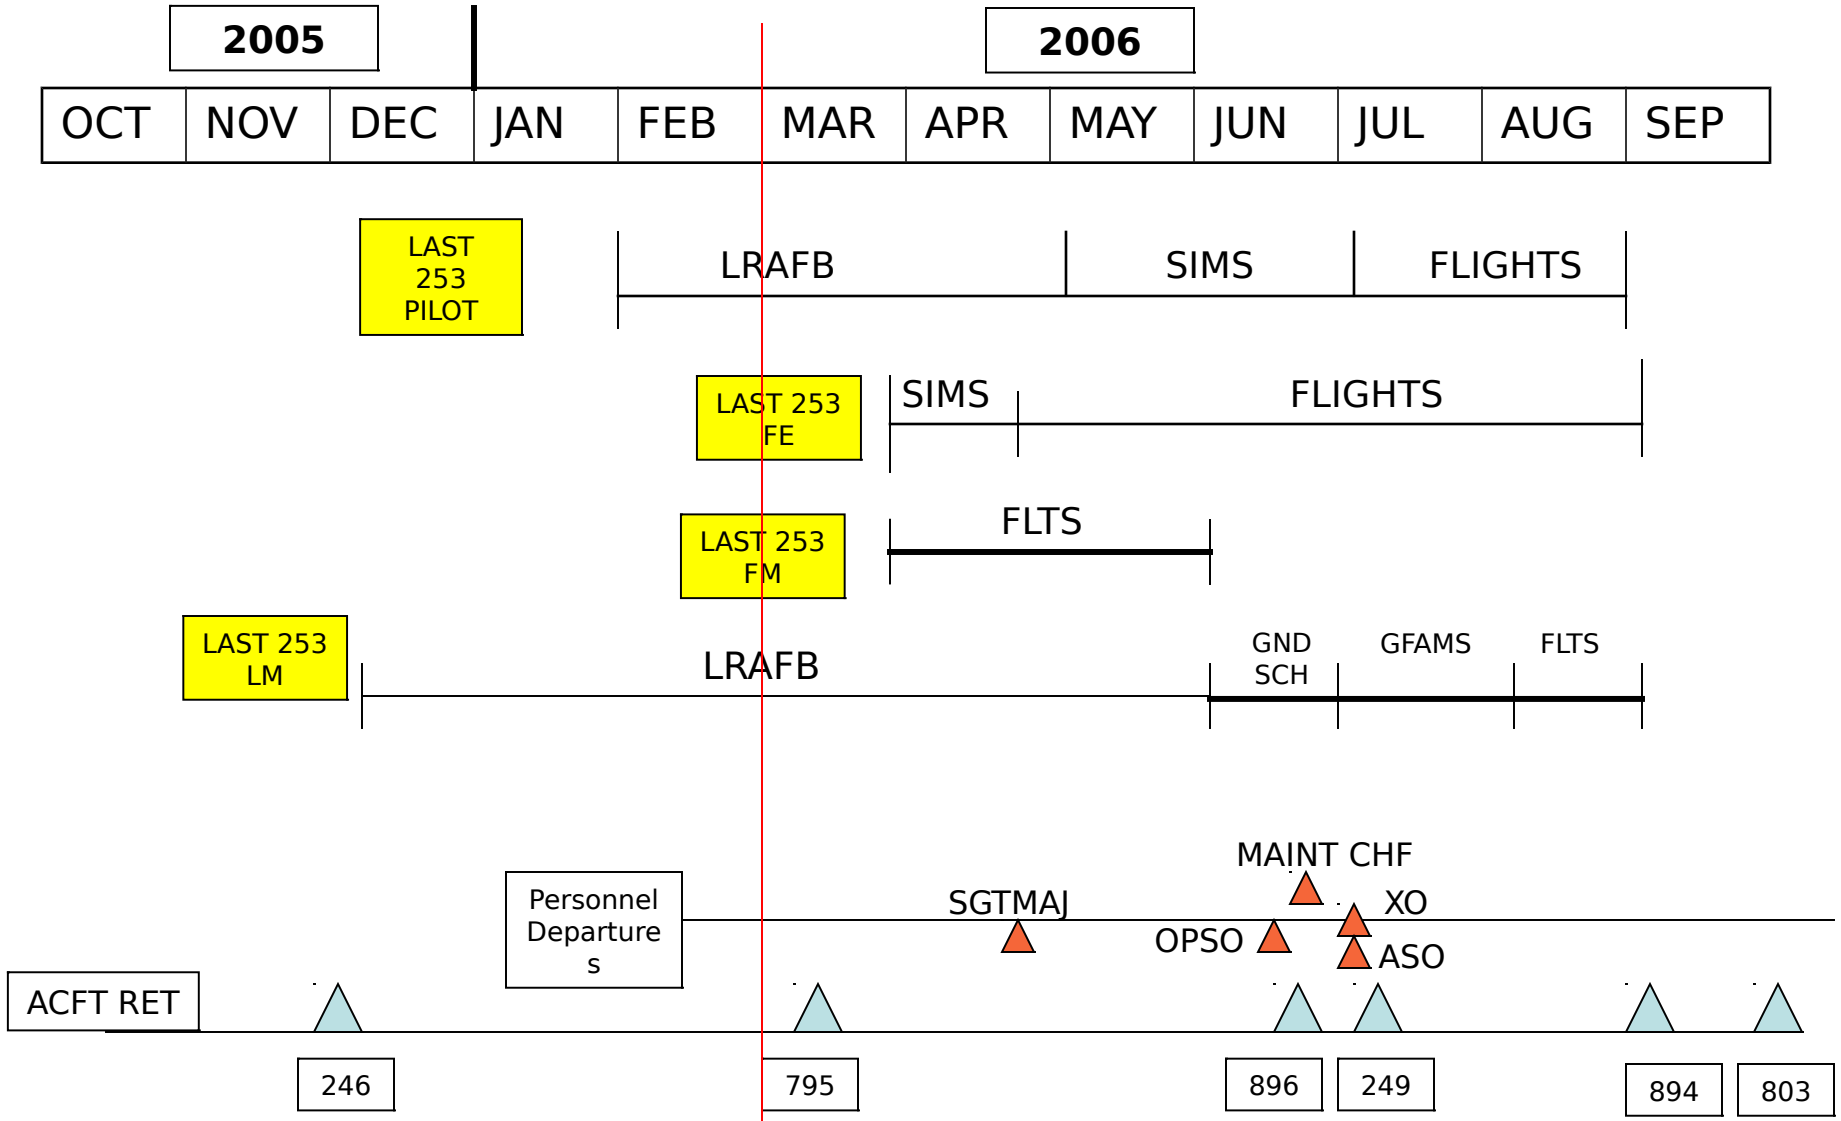 2005
2006
OCT NOV DEC JAN FEB MAR APR MAY JUN JUL AUG SEP
LAST
253
PILOT
LRAFB SIMS FLIGHTS
LAST 253
FE
SIMS FLIGHTS
LAST 253
FM
FLTS
LAST 253
LM
LRAFB
GND
SCH
GFAMS
FLTS
MAINT CHF
Personnel
Departure
s
SGTMAJ
XO
OPSO
ASO
ACFT RET
246
795
896
249
894
803